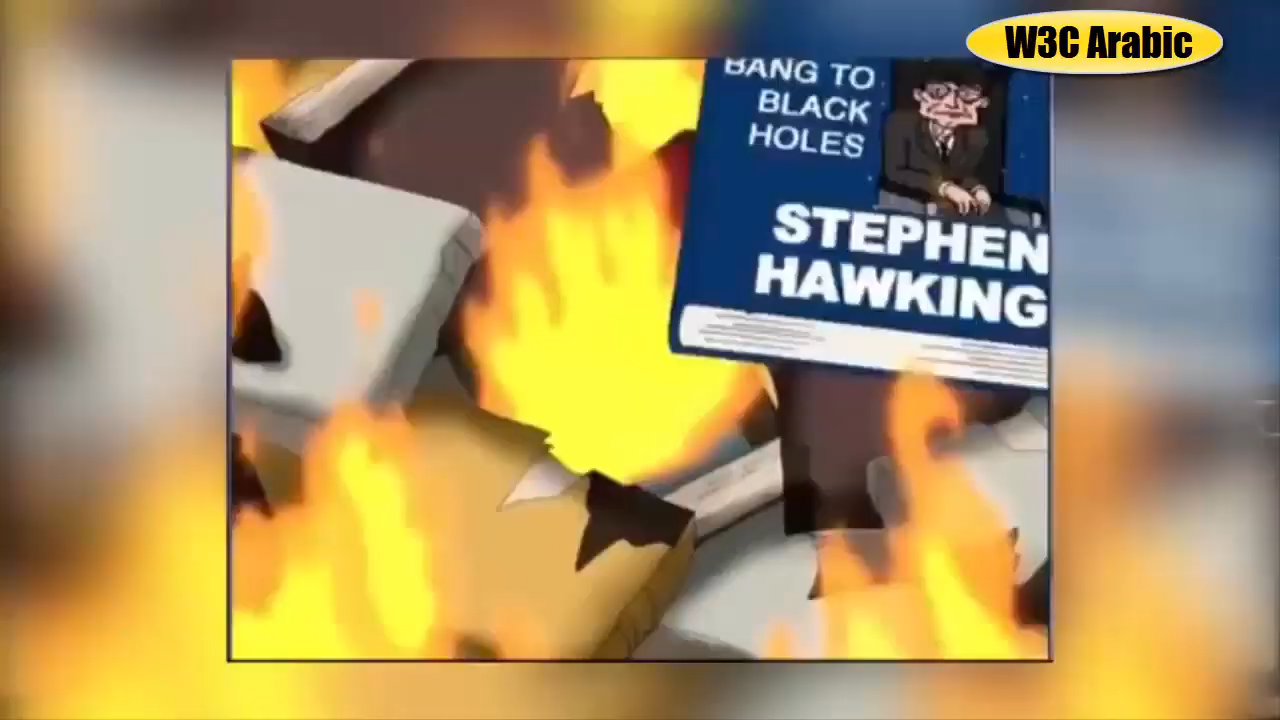 W3C Arabic
BANG TO
BLACK
HOLES
STEPHEN
HAWKING